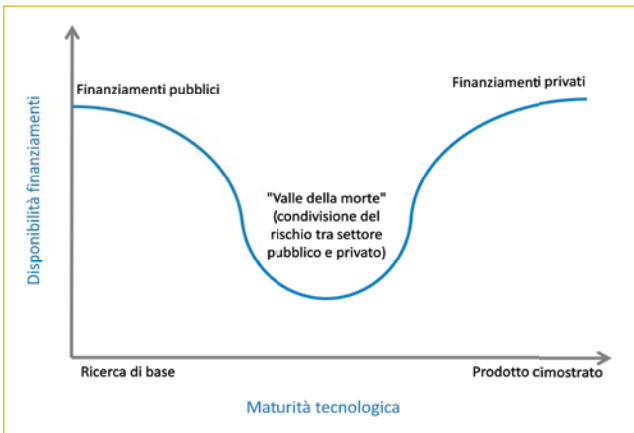 Finanziamenti pubblici
Finanziamenti privati
Disponibilità finanziamenti
"Valle della morte"
(condivisione del
rischio tra settore
pubblico e privato)
Ricerca di base
Prodotto cimostrato
Maturità tecnologica